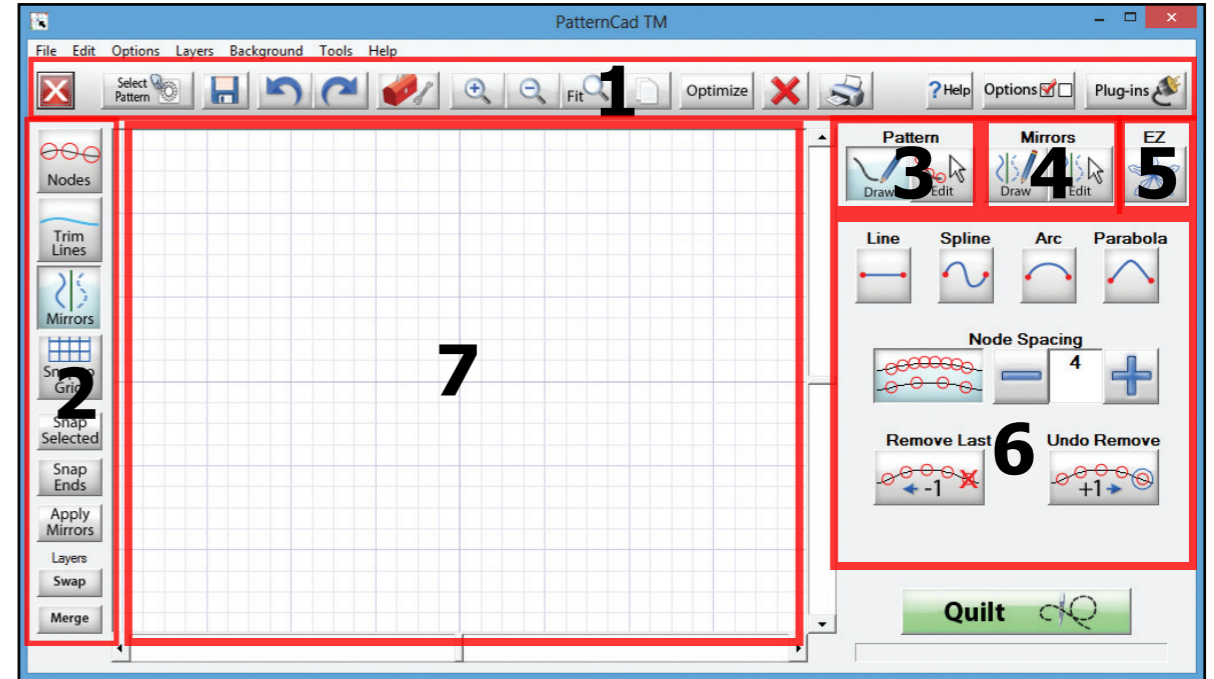 PatternCad TM
File Edit Options Layers Background Tools Help
1
Select
Pattern
Fit
Optimize
?Help
Options
Plug-ins
2
Nodes
Trim
Lines
Mirrors
Snap
Selected
Snap
Ends
Apply
Mirrors
Layers
Swap
Merge
7
Pattern
Draw Edit
3
Mirrors
Draw Edit
4
EZ
5
Line Spline Arc Parabola
Node Spacing
4
Remove Last Undo Remove
-1 +1
6
Quilt